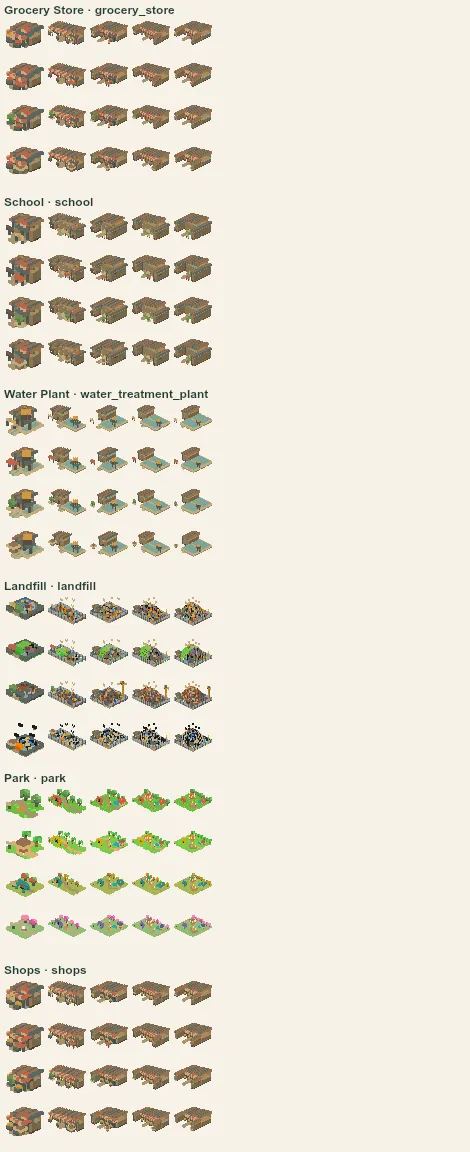 Grocery Store · grocery_store
School · school
Water Plant · water_treatment_plant
Landfill · landfill
Park · park
Shops · shops